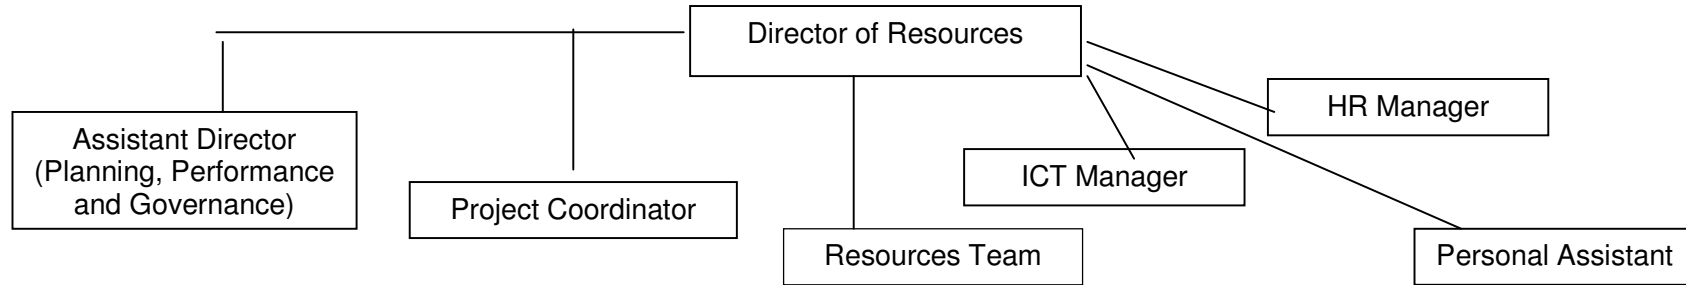 Director of Resources
HR Manager
Assistant Director
(Planning, Performance
and Governance)
ICT Manager
Project Coordinator
Resources Team
Personal Assistant